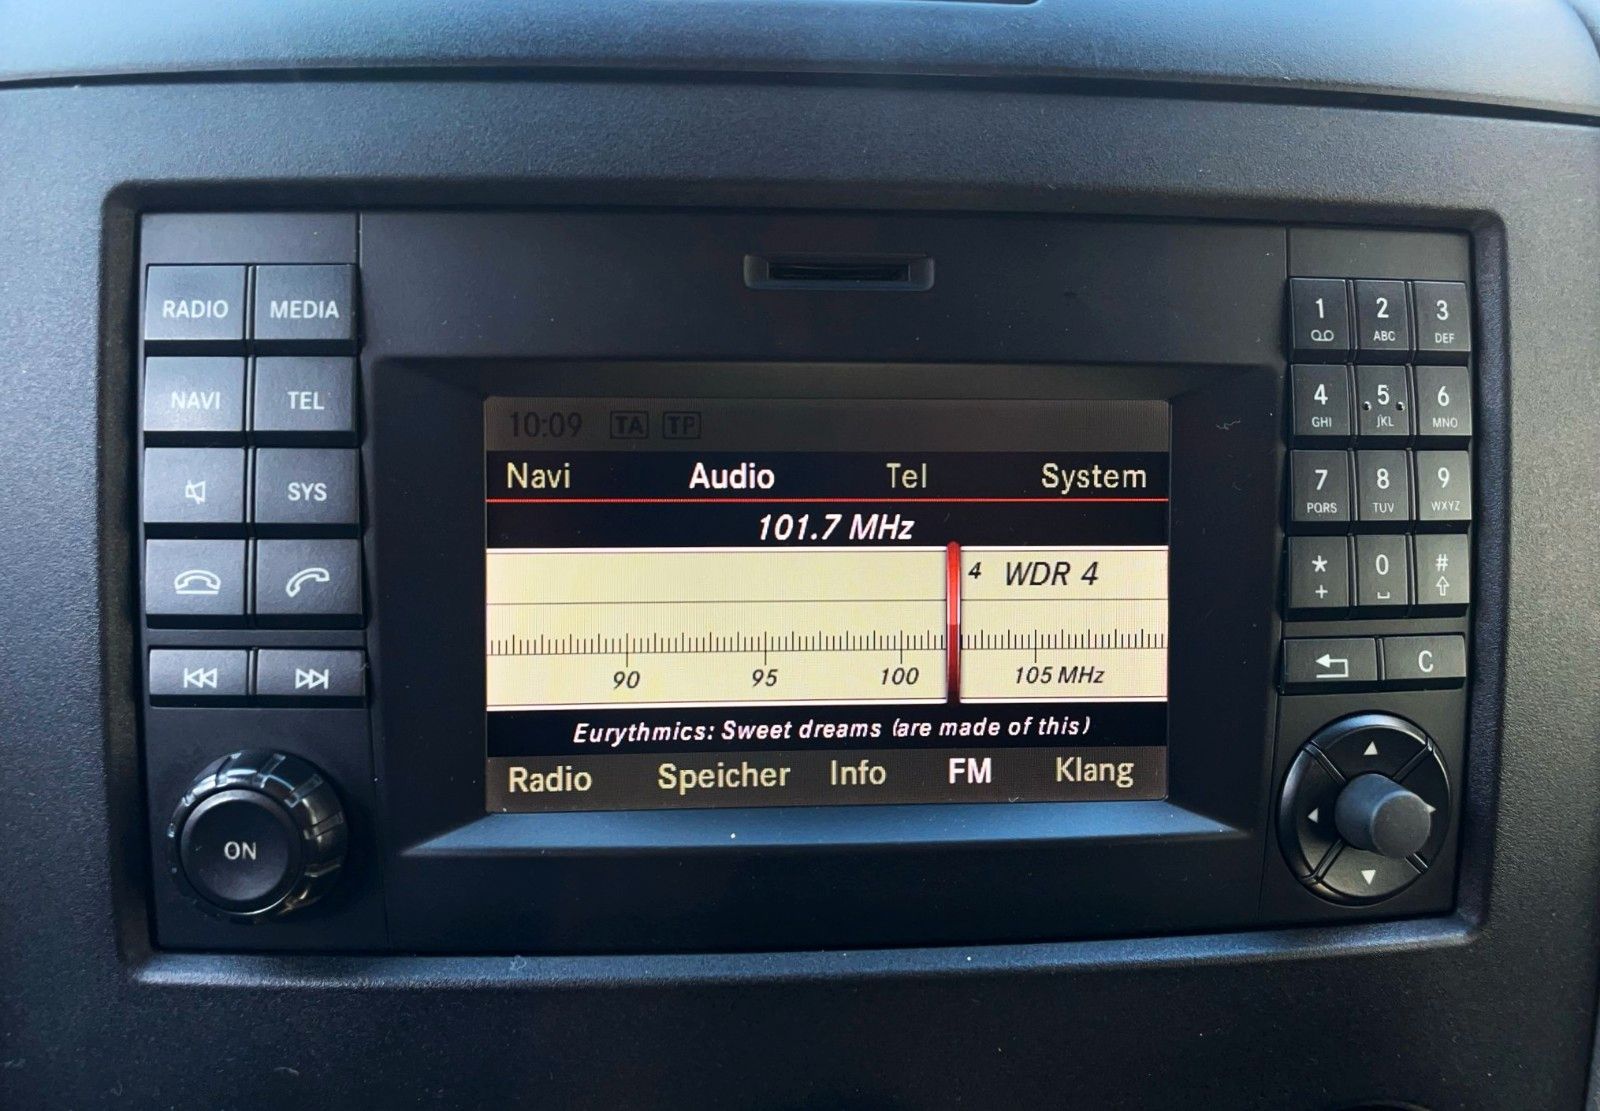 RADIO MEDIA
NAVI TEL
SYS
ON
10:09 TA TP
Navi Audio Tel System
101.7 MHz
4 WDR 4
90 95 100 105 MHz
Eurythmics: Sweet dreams (are made of this)
Radio Speicher Info FM Klang
1 2 3
ABC DEF
4 5 6
GHI JKL MNO
7 8 9
PQRS TUV WXYZ
* 0 #
+
C